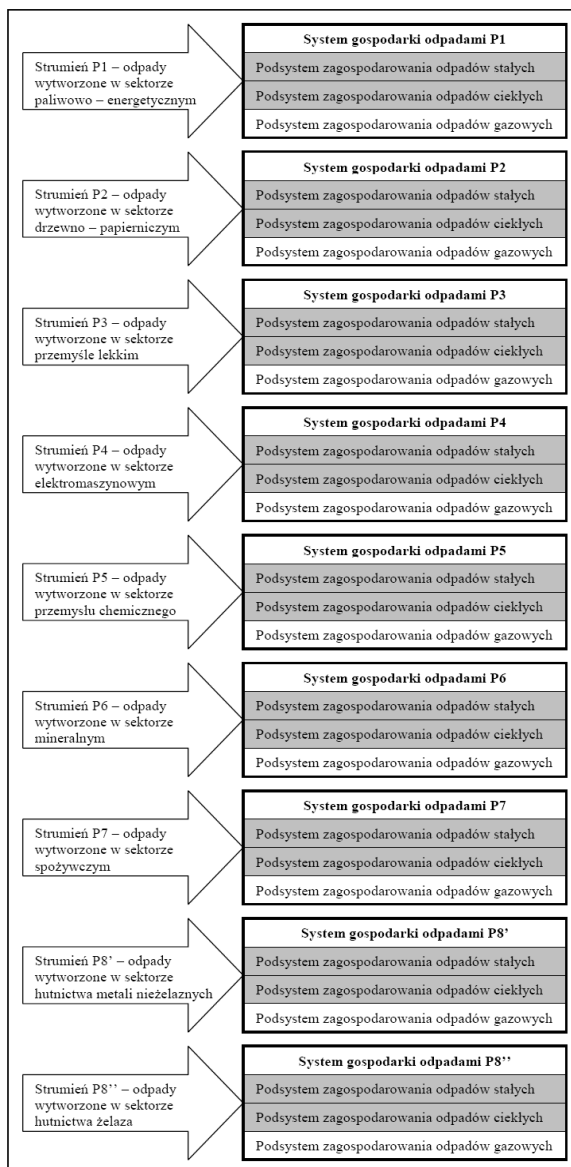 Strumień P1 – odpady
wytworzone w sektorze
paliwowo – energetycznym
System gospodarki odpadami P1
Podsystem zagospodarowania odpadów stałych
Podsystem zagospodarowania odpadów ciekłych
Podsystem zagospodarowania odpadów gazowych
Strumień P2 – odpady
wytworzone w sektorze
drzewno – papierniczym
System gospodarki odpadami P2
Podsystem zagospodarowania odpadów stałych
Podsystem zagospodarowania odpadów ciekłych
Podsystem zagospodarowania odpadów gazowych
Strumień P3 – odpady
wytworzone w sektorze
przemyśle lekkim
System gospodarki odpadami P3
Podsystem zagospodarowania odpadów stałych
Podsystem zagospodarowania odpadów ciekłych
Podsystem zagospodarowania odpadów gazowych
Strumień P4 – odpady
wytworzone w sektorze
elektromaszynowym
System gospodarki odpadami P4
Podsystem zagospodarowania odpadów stałych
Podsystem zagospodarowania odpadów ciekłych
Podsystem zagospodarowania odpadów gazowych
Strumień P5 – odpady
wytworzone w sektorze
przemysłu chemicznego
System gospodarki odpadami P5
Podsystem zagospodarowania odpadów stałych
Podsystem zagospodarowania odpadów ciekłych
Podsystem zagospodarowania odpadów gazowych
Strumień P6 – odpady
wytworzone w sektorze
mineralnym
System gospodarki odpadami P6
Podsystem zagospodarowania odpadów stałych
Podsystem zagospodarowania odpadów ciekłych
Podsystem zagospodarowania odpadów gazowych
Strumień P7 – odpady
wytworzone w sektorze
spożywczym
System gospodarki odpadami P7
Podsystem zagospodarowania odpadów stałych
Podsystem zagospodarowania odpadów ciekłych
Podsystem zagospodarowania odpadów gazowych
Strumień P8' - odpady
wytworzone w sektorze
hutnictwa metali nieżelaznych
System gospodarki odpadami P8'
Podsystem zagospodarowania odpadów stałych
Podsystem zagospodarowania odpadów ciekłych
Podsystem zagospodarowania odpadów gazowych
Strumień P8'' – odpady
wytworzone w sektorze
hutnictwa żelaza
System gospodarki odpadami P8''
Podsystem zagospodarowania odpadów stałych
Podsystem zagospodarowania odpadów ciekłych
Podsystem zagospodarowania odpadów gazowych